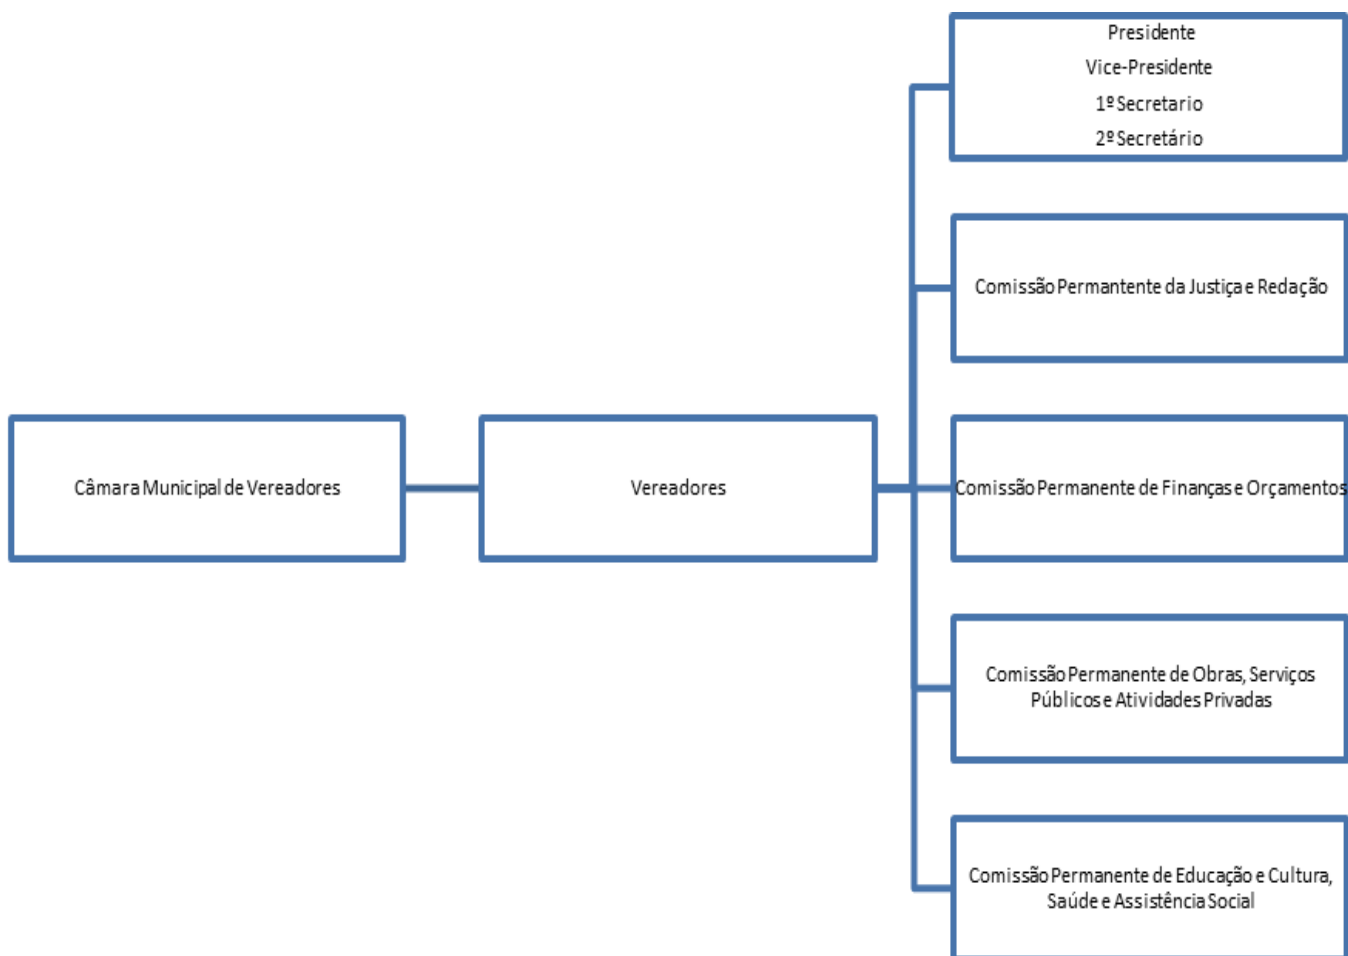 Presidente
Vice-Presidente
1º Secretario
2º Secretário
Comissão Permantente da Justiça e Redação
Câmara Municipal de Vereadores
Vereadores
Comissão Permanente de Finanças e Orçamentos
Comissão Permanente de Obras, Serviços
Públicos e Atividades Privadas
Comissão Permanente de Educação e Cultura,
Saúde e Assistência Social